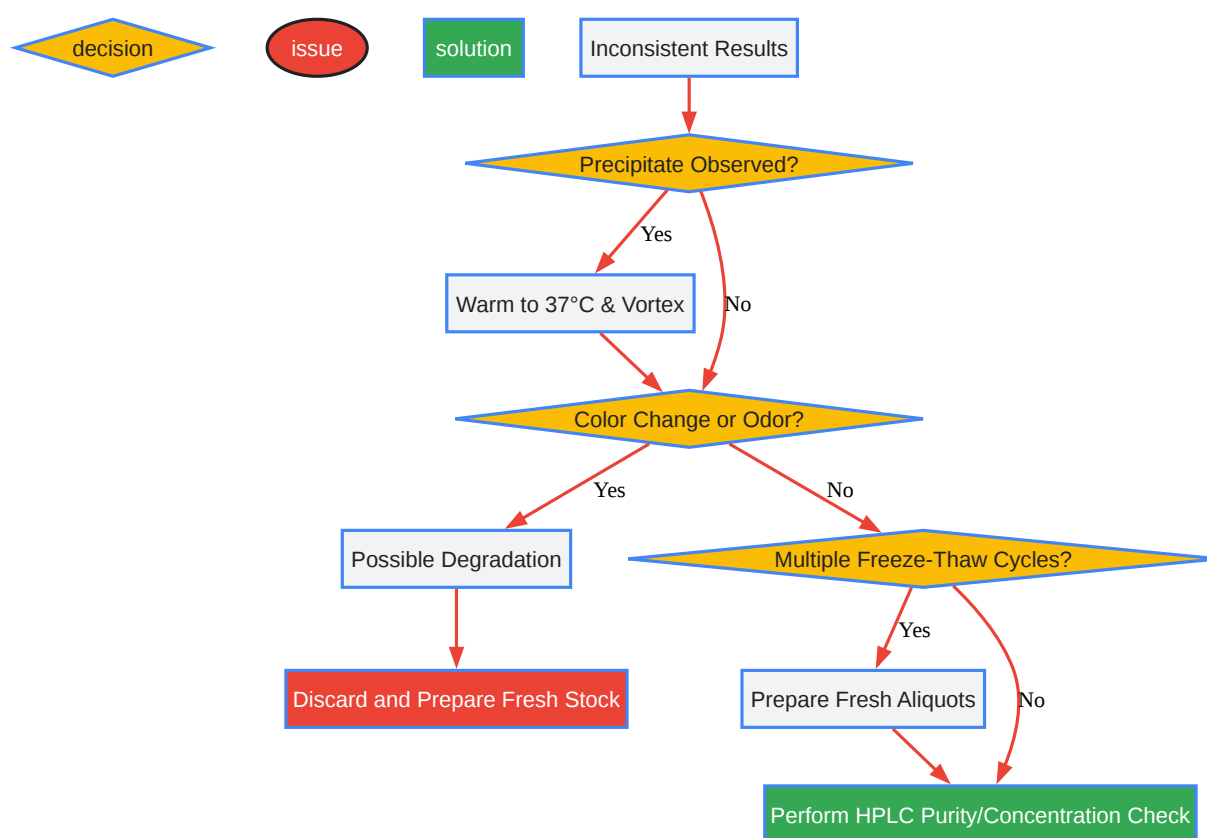 decision
issue
solution
Inconsistent Results
Precipitate Observed?
Yes
Warm to 37°C & Vortex
No
Color Change or Odor?
Yes
No
Possible Degradation
Multiple Freeze-Thaw Cycles?
Yes
Discard and Prepare Fresh Stock
Prepare Fresh Aliquots
No
Perform HPLC Purity/Concentration Check